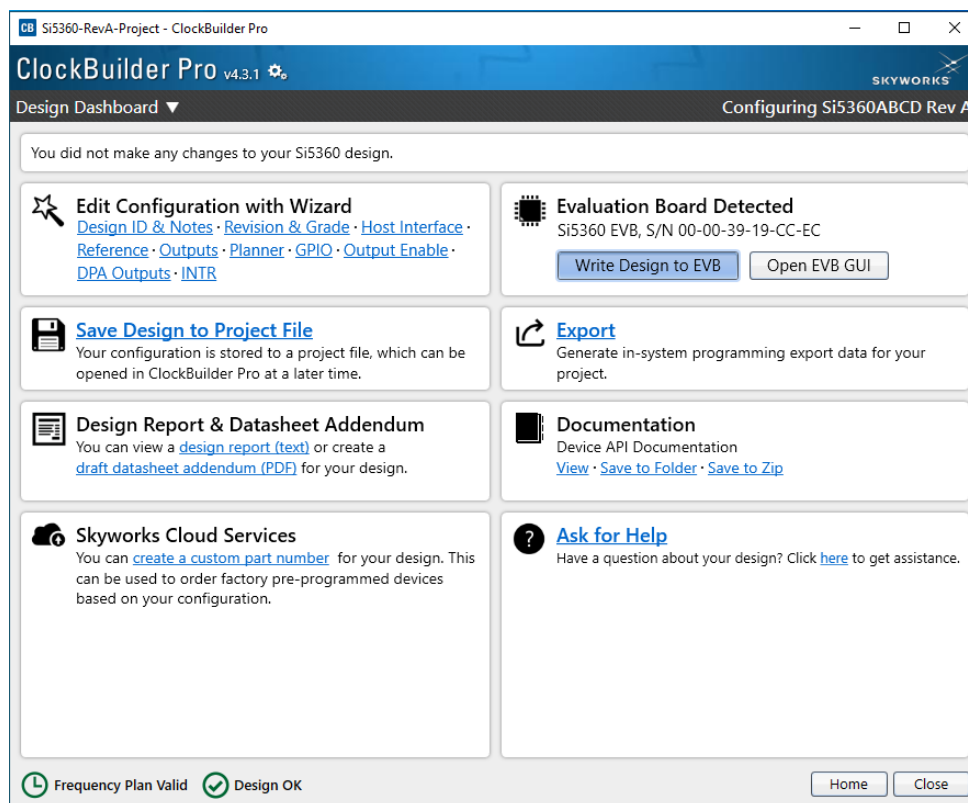 CB Si5360-RevA-Project - ClockBuilder Pro
ClockBuilder Pro v4.3.1
SKYWORKS
Design Dashboard ▼
Configuring Si5360ABCD Rev A
You did not make any changes to your Si5360 design.
Edit Configuration with Wizard
Design ID & Notes · Revision & Grade · Host Interface ·
Reference · Outputs · Planner · GPIO · Output Enable ·
DPA Outputs · INTR
Evaluation Board Detected
Si5360 EVB, S/N 00-00-39-19-CC-EC
Write Design to EVB
Open EVB GUI
Save Design to Project File
Your configuration is stored to a project file, which can be
opened in ClockBuilder Pro at a later time.
Export
Generate in-system programming export data for your
project.
Design Report & Datasheet Addendum
You can view a design report (text) or create a
draft datasheet addendum (PDF) for your design.
Documentation
Device API Documentation
View · Save to Folder · Save to Zip
Skyworks Cloud Services
You can create a custom part number for your design. This
can be used to order factory pre-programmed devices
based on your configuration.
? Ask for Help
Have a question about your design? Click here to get assistance.
Frequency Plan Valid
Design OK
Home
Close